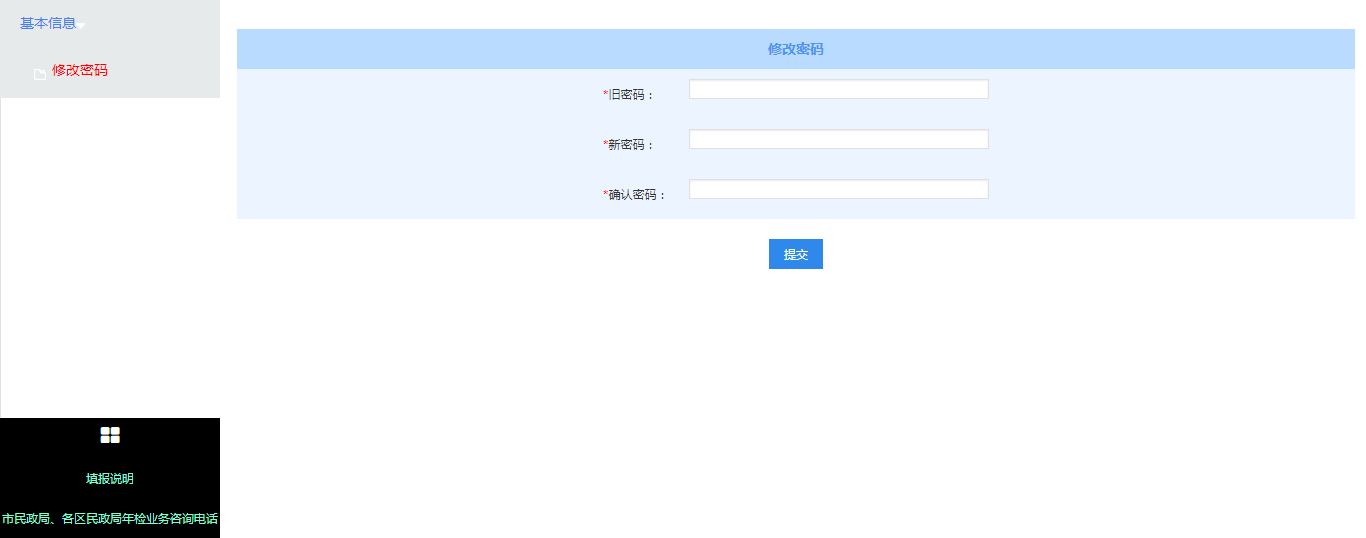 基本信息
修改密码
修改密码
*旧密码：
*新密码：
*确认密码：
提交
填报说明
市民政局、各区民政局年检业务咨询电话